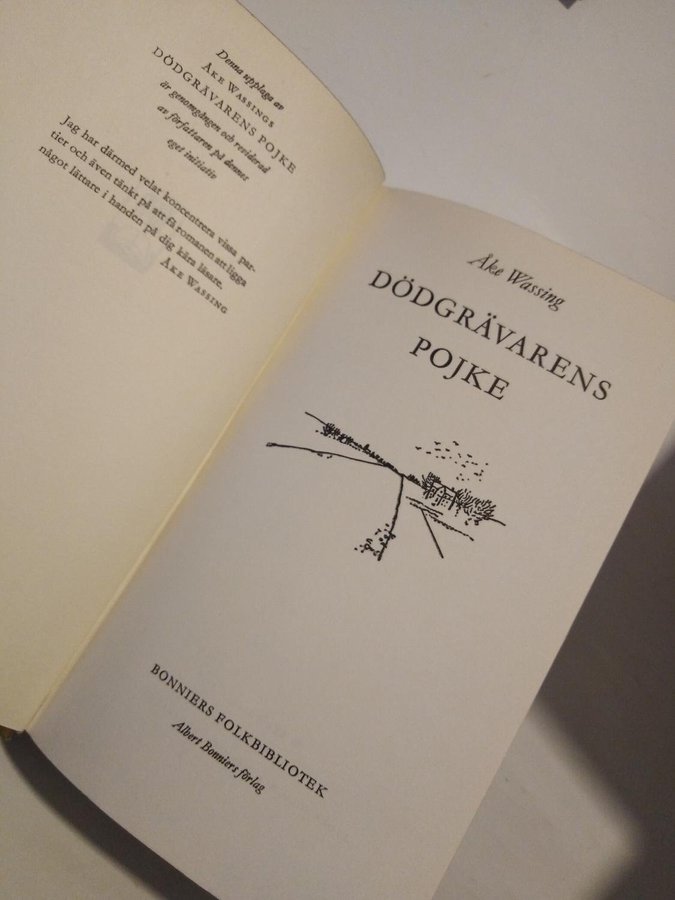 Denna upplaga av
ÅKE WASSINGS
DÖDGRÄVARENS POJKE
är genomgången och reviderad
av författaren på dennes
eget initiativ
Jag har därmed velat koncentrera vissa par-
tier och även tänkt på att få romanen att ligga
något lättare i handen på dig kära läsare.
ÅKE WASSING
Åke Wassing
DÖDGRÄVARENS
POJKE
BONNIERS FOLKBIBLIOTEK
Albert Bonniers förlag